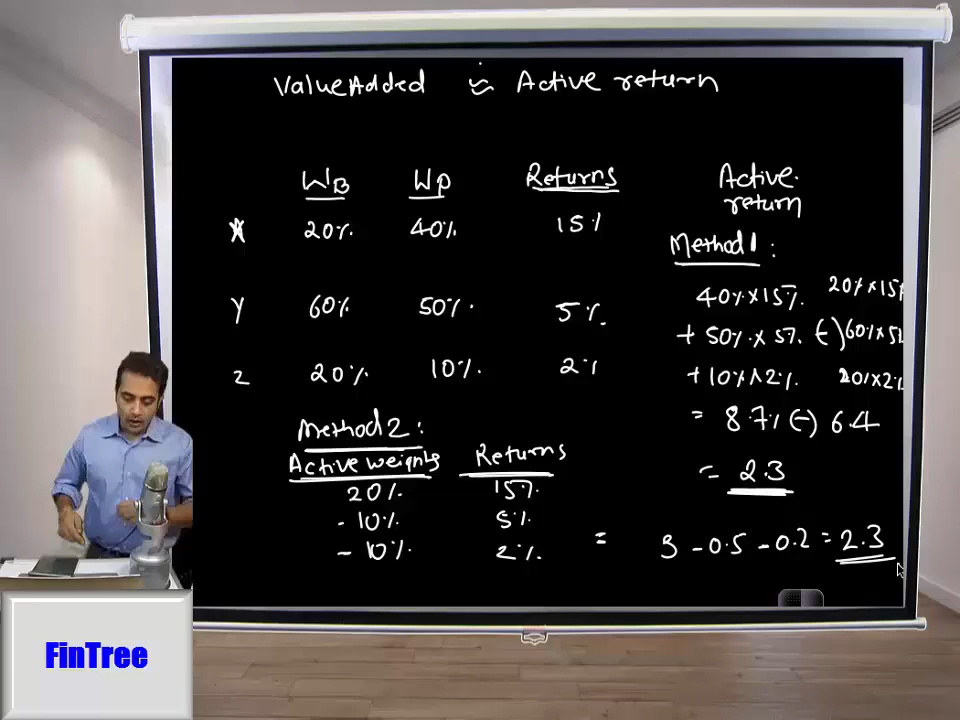 ValueAdded ≈ Active return
WB Wp Returns
X 20% 40% 15%
Y 60% 50% 5%
Z 20% 10% 2%
Active return
Method 1 :
40% × 15% 20% × 15%
+ 50% × 5% (-) 60% × 5%
+ 10% × 2% 20% × 2%
= 8.7% (-) 6.4
= 2.3
Method 2 :
Active weights Returns
20% 15%
- 10% 5%
- 10% 2%
= 3 - 0.5 - 0.2 = 2.3
FinTree